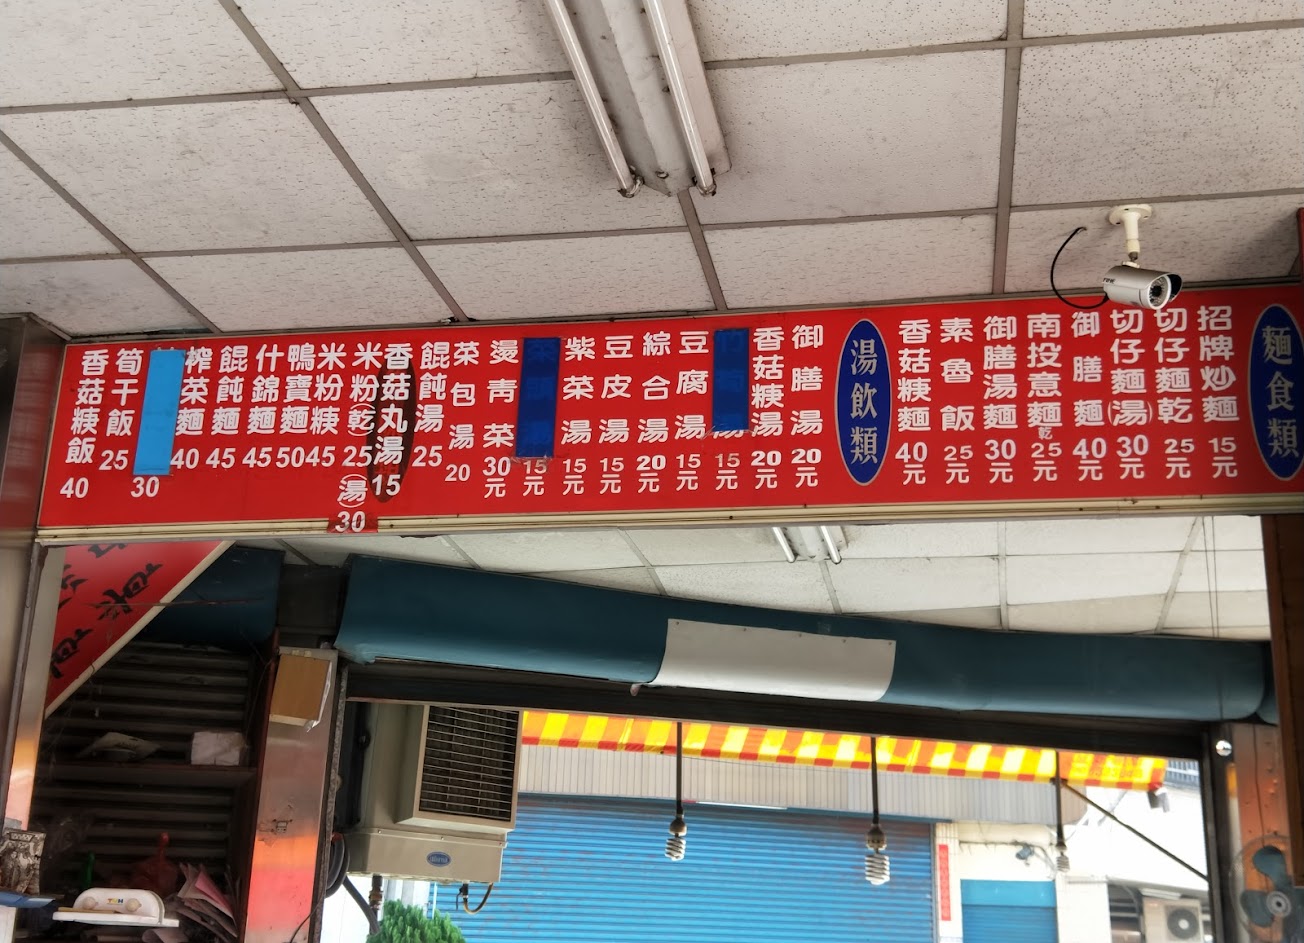 麵食類
招牌炒麵 15元
切仔麵乾 25元
切仔麵(湯) 30元
御膳麵 40元
南投意麵乾 25元
御膳湯麵 30元
素魯飯 25元
香菇粳麵 40元
湯飲類
御膳湯 20元
香菇粳湯 20元
湯 15元
豆腐湯 15元
綜合湯 20元
豆皮湯 15元
紫菜湯 15元
15元
燙青菜 30元
菜包湯 20
餛飩湯 25
香菇丸湯 15
米粉(乾) 25 (湯) 30
米粉粳 45
鴨寶麵 50
什錦麵 45
餛飩麵 45
榨菜麵 40
30
筍干飯 25
香菇粳飯 40